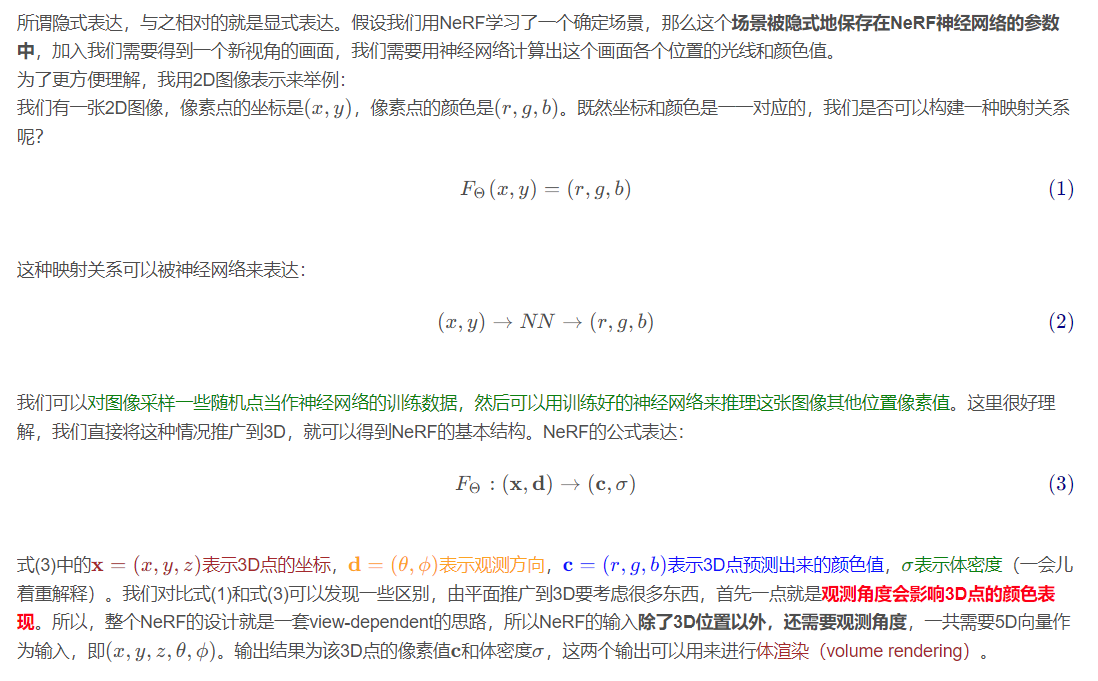 所谓隐式表达，与之相对的就是显式表达。假设我们用NeRF学习了一个确定场景，那么这个场景被隐式地保存在NeRF神经网络的参数
中，加入我们需要得到一个新视角的画面，我们需要用神经网络计算出这个画面各个位置的光线和颜色值。
为了更方便理解，我用2D图像表示来举例：
我们有一张2D图像，像素点的坐标是(x, y)，像素点的颜色是(r, g, b)。既然坐标和颜色是一一对应的，我们是否可以构建一种映射关系
呢？
F_Θ(x, y) = (r, g, b) (1)
这种映射关系可以被神经网络来表达：
(x, y) → NN → (r, g, b) (2)
我们可以对图像采样一些随机点当作神经网络的训练数据，然后可以用训练好的神经网络来推理这张图像其他位置像素值。这里很好理
解，我们直接将这种情况推广到3D，就可以得到NeRF的基本结构。NeRF的公式表达：
F_Θ : (x, d) → (c, σ) (3)
式(3)中的x = (x, y, z)表示3D点的坐标，d = (θ, ϕ)表示观测方向，c = (r, g, b)表示3D点预测出来的颜色值，σ表示体密度（一会儿
着重解释）。我们对比式(1)和式(3)可以发现一些区别，由平面推广到3D要考虑很多东西，首先一点就是观测角度会影响3D点的颜色表
现。所以，整个NeRF的设计就是一套view-dependent的思路，所以NeRF的输入除了3D位置以外，还需要观测角度，一共需要5D向量作
为输入，即(x, y, z, θ, ϕ)。输出结果为该3D点的像素值c和体密度σ，这两个输出可以用来进行体渲染（volume rendering）。